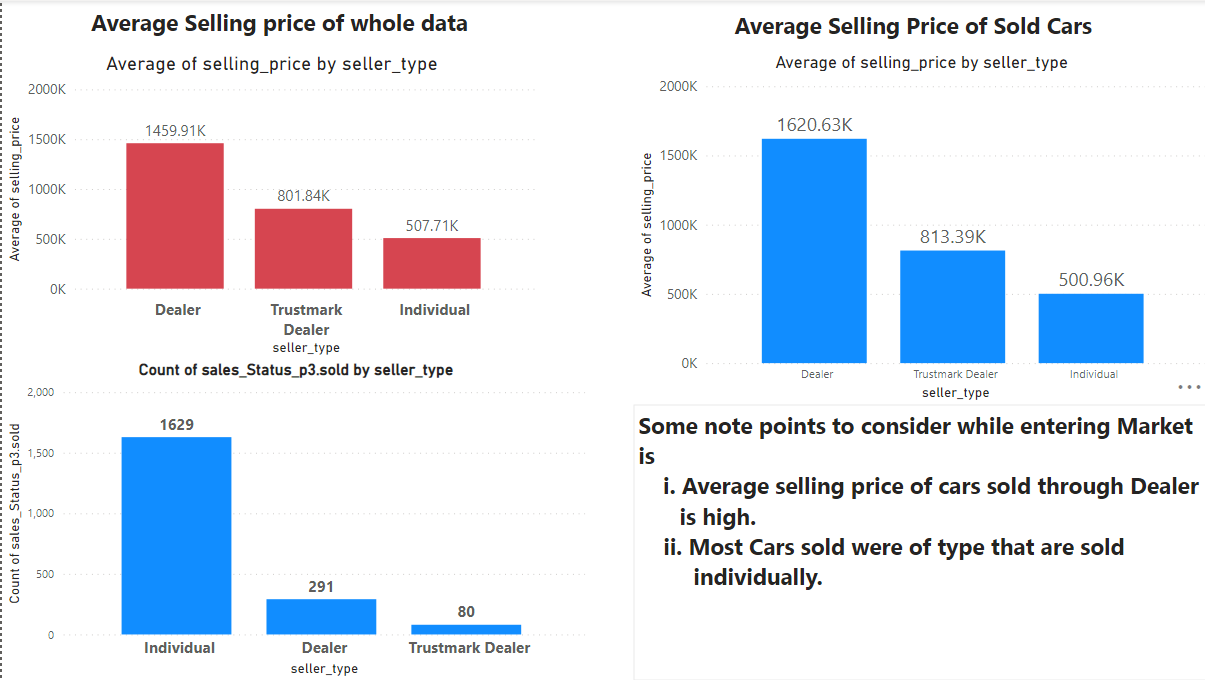 Average Selling price of whole data
Average of selling_price by seller_type
Average of selling_price
2000K
1500K
1000K
500K
0K
1459.91K
801.84K
507.71K
Dealer
Trustmark
Dealer
Individual
seller_type
Count of sales_Status_p3.sold by seller_type
Count of sales_Status_p3.sold
2,000
1,500
1,000
500
0
1629
291
80
Individual
Dealer
Trustmark Dealer
seller_type
Average Selling Price of Sold Cars
Average of selling_price by seller_type
Average of selling_price
2000K
1500K
1000K
500K
0K
1620.63K
813.39K
500.96K
Dealer
Trustmark Dealer
Individual
seller_type
Some note points to consider while entering Market
is
i. Average selling price of cars sold through Dealer
is high.
ii. Most Cars sold were of type that are sold
individually.